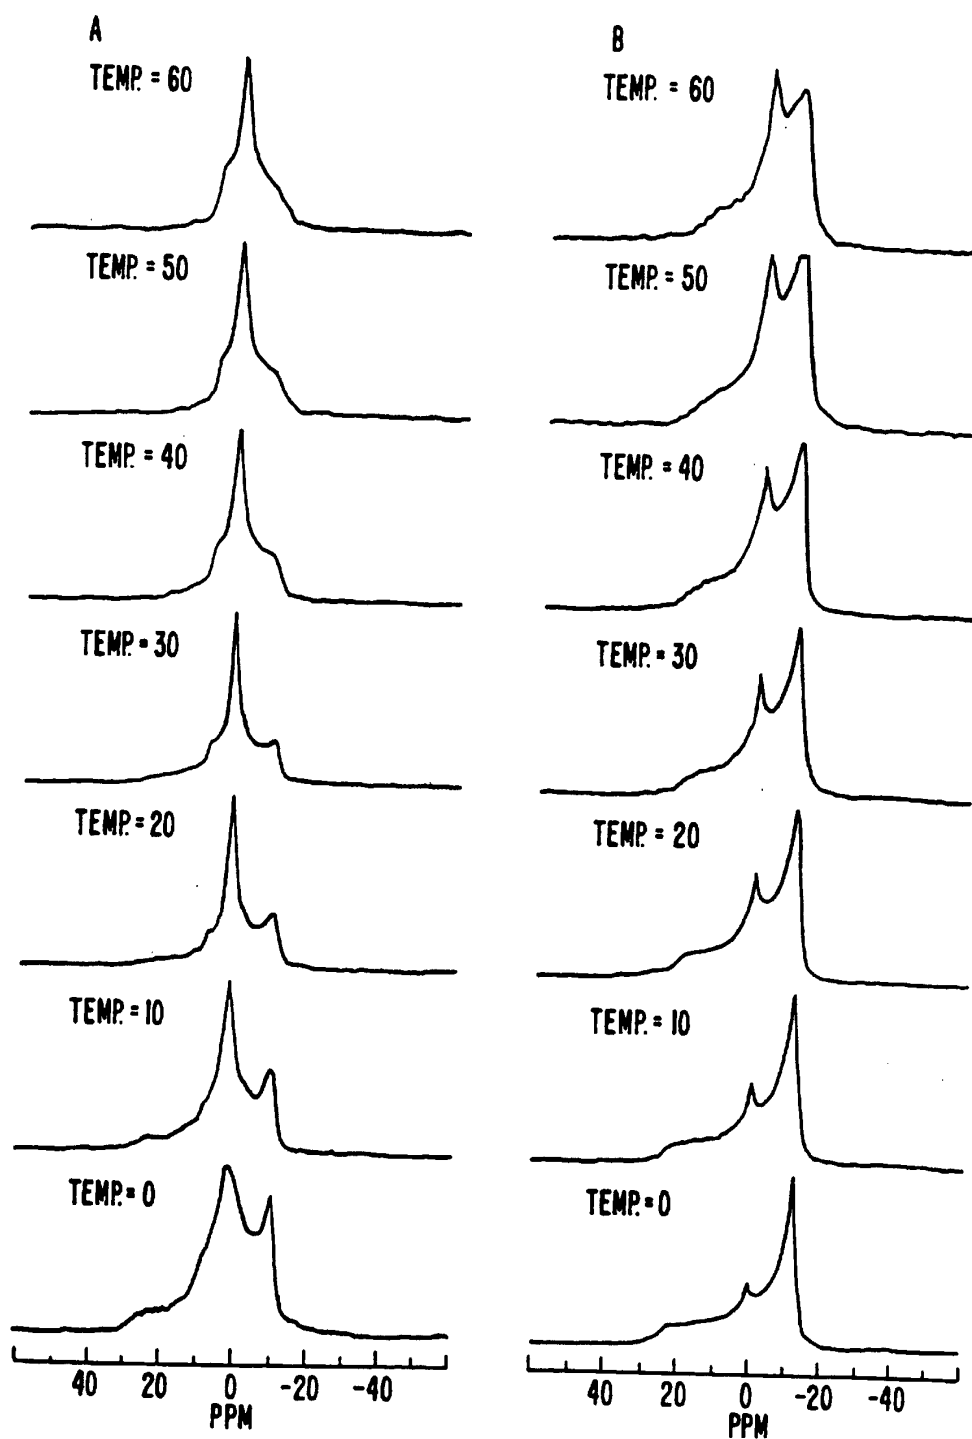 A
TEMP. = 60
TEMP. = 50
TEMP. = 40
TEMP. = 30
TEMP. = 20
TEMP. = 10
TEMP. = 0
40 20 0 -20 -40
PPM
B
TEMP. = 60
TEMP. = 50
TEMP. = 40
TEMP. = 30
TEMP. = 20
TEMP. = 10
TEMP. = 0
40 20 0 -20 -40
PPM